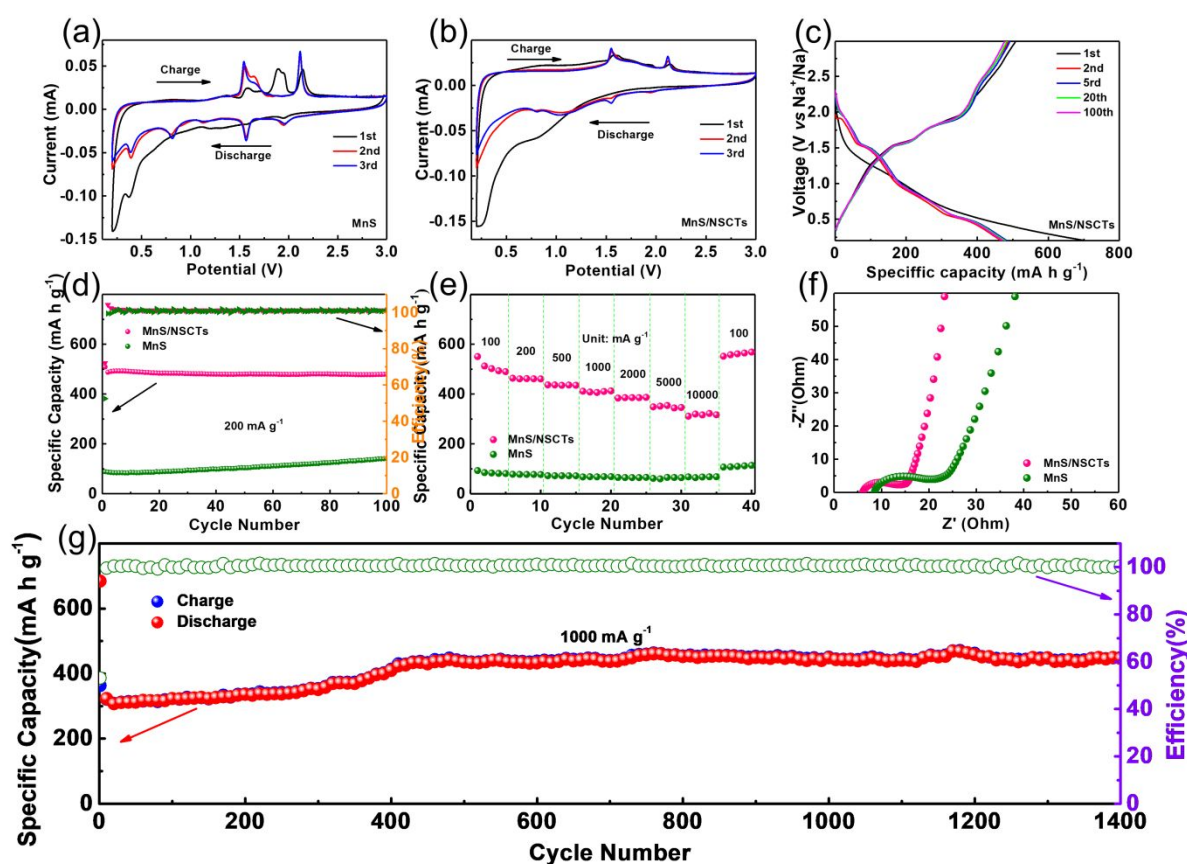 (a)
Charge
Discharge
1st
2nd
3rd
MnS
Current (mA)
0.10
0.05
0.00
-0.05
-0.10
-0.15
0.5 1.0 1.5 2.0 2.5 3.0
Potential (V)
(b)
Charge
Discharge
1st
2nd
3rd
MnS/NSCTs
Current (mA)
0.10
0.05
0.00
-0.05
-0.10
-0.15
0.5 1.0 1.5 2.0 2.5 3.0
Potential (V)
(c)
1st
2nd
5rd
20th
100th
MnS/NSCTs
Voltage (V vs Na⁺/Na)
2.5
2.0
1.5
1.0
0.5
0 200 400 600 800
Speciffic capacity (mA h g⁻¹)
(d)
MnS/NSCTs
MnS
200 mA g⁻¹
Specific Capacity (mA h g⁻¹)
800
600
400
200
0
Efficiency(%)
100
80
60
40
20
0
0 20 40 60 80 100
Cycle Number
(e)
Unit: mA g⁻¹
100
200
500
1000
2000
5000
10000
100
MnS/NSCTs
MnS
Specific Capacity (mA h g⁻¹)
800
600
400
200
0
0 10 20 30 40
Cycle Number
(f)
MnS/NSCTs
MnS
-Z''(Ohm)
50
40
30
20
10
0
0 10 20 30 40 50 60
Z' (Ohm)
(g)
Charge
Discharge
1000 mA g⁻¹
Specific Capacity(mA h g⁻¹)
600
400
200
0
Efficiency(%)
100
80
60
40
20
0
0 200 400 600 800 1000 1200 1400
Cycle Number